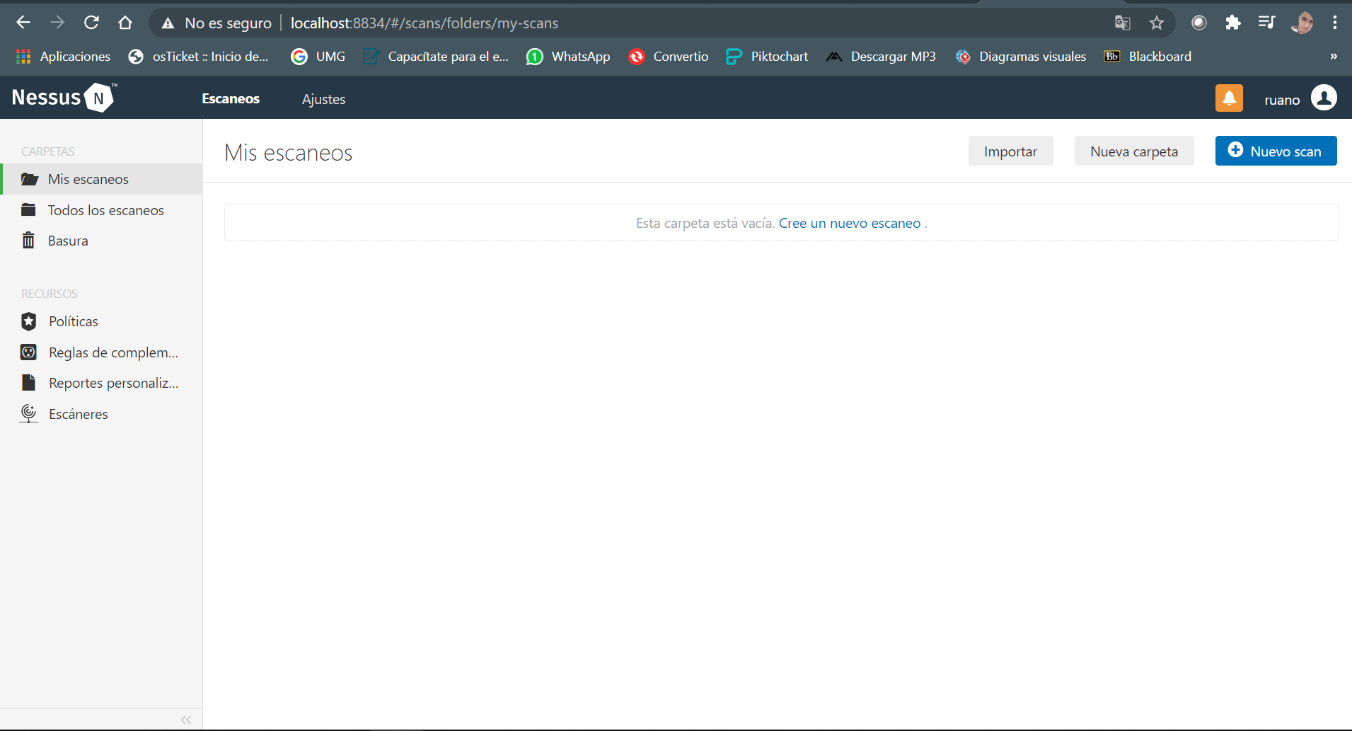 No es seguro | localhost:8834/#/scans/folders/my-scans
Aplicaciones osTicket :: Inicio de... UMG Capacítate para el e... 1 WhatsApp Convertio Piktochart Descargar MP3 Diagramas visuales Bb Blackboard »
Nessus N ™ Escaneos Ajustes ruano
CARPETAS
Mis escaneos
Todos los escaneos
Basura
RECURSOS
Políticas
Reglas de complem...
Reportes personaliz...
Escáneres
Mis escaneos Importar Nueva carpeta Nuevo scan
Esta carpeta está vacía. Cree un nuevo escaneo .